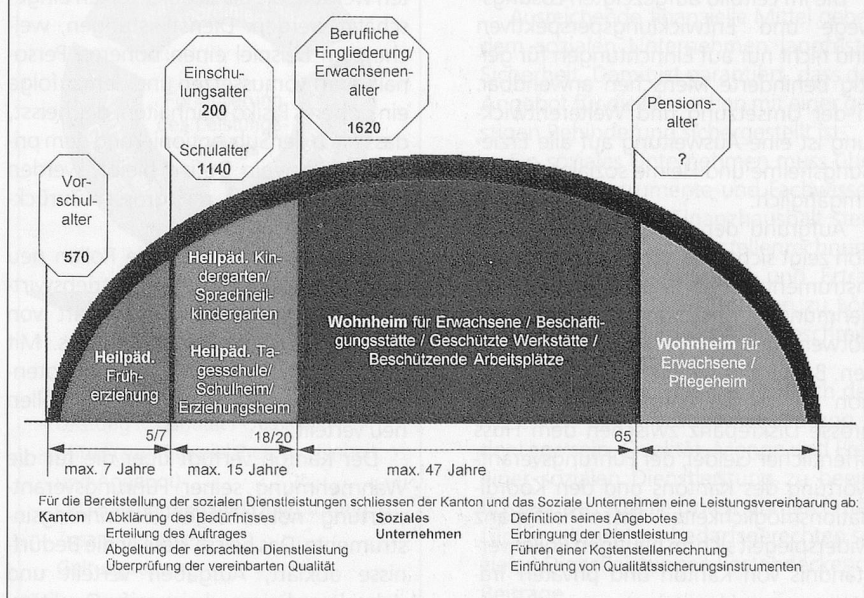 Berufliche
Eingliederung/
Erwachsenen-
alter
1620
Einschu-
lungsalter
200
Schulalter
1140
Pensions-
alter
?
Vor-
schul-
alter
570
Heilpäd.
Früh-
erziehung
Heilpäd. Kin-
dergarten/
Sprachheil-
kindergarten
Heilpäd. Ta-
gesschule/
Schulheim/
Erziehungsheim
Wohnheim für Erwachsene / Beschäfti-
gungsstätte / Geschützte Werkstätte /
Beschützende Arbeitsplätze
Wohnheim für
Erwachsene /
Pflegeheim
5/7 18/20 65
max. 7 Jahre max. 15 Jahre max. 47 Jahre
Für die Bereitstellung der sozialen Dienstleistungen schliessen der Kanton und das Soziale Unternehmen eine Leistungsvereinbarung ab:
Kanton Abklärung des Bedürfnisses Soziales Definition seines Angebotes
Erteilung des Auftrages Unternehmen Erbringung der Dienstleistung
Abgeltung der erbrachten Dienstleistung Führen einer Kostenstellenrechnung
Überprüfung der vereinbarten Qualität Einführung von Qualitätssicherungsinstrumenten